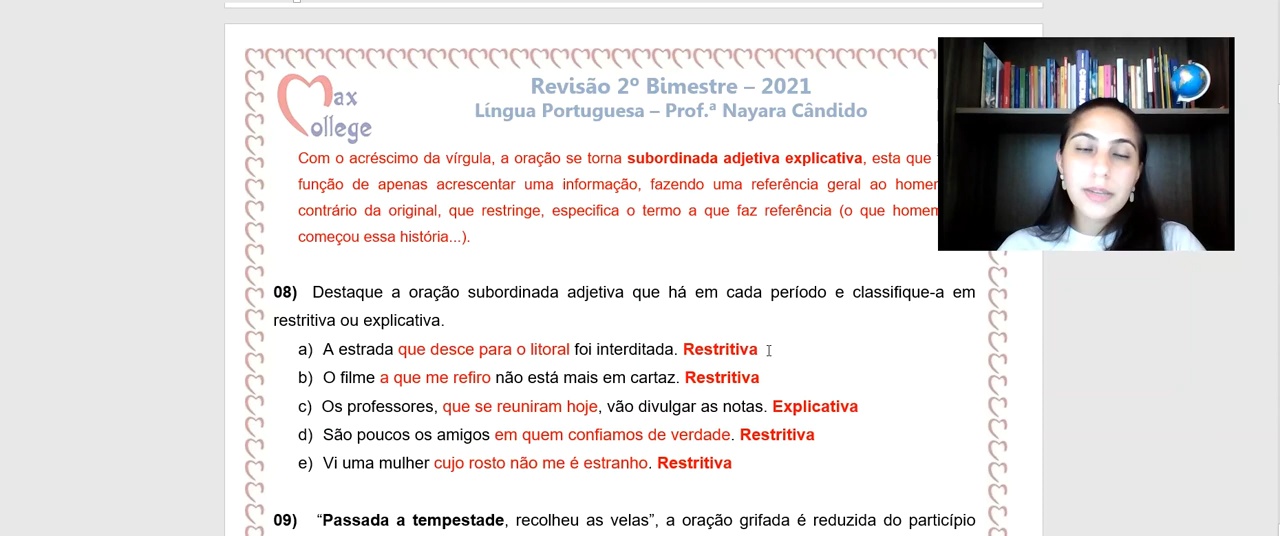 Revisão 2º Bimestre – 2021
Língua Portuguesa – Prof.ª Nayara Cândido
Max
College
Com o acréscimo da vírgula, a oração se torna subordinada adjetiva explicativa, esta que
função de apenas acrescentar uma informação, fazendo uma referência geral ao
contrário da original, que restringe, especifica o termo a que faz referência (o que
começou essa história...).
08) Destaque a oração subordinada adjetiva que há em cada período e classifique-a em
restritiva ou explicativa.
a) A estrada que desce para o litoral foi interditada. Restritiva
b) O filme a que me refiro não está mais em cartaz. Restritiva
c) Os professores, que se reuniram hoje, vão divulgar as notas. Explicativa
d) São poucos os amigos em quem confiamos de verdade. Restritiva
e) Vi uma mulher cujo rosto não me é estranho. Restritiva
09) “Passada a tempestade, recolheu as velas”, a oração grifada é reduzida do particípio